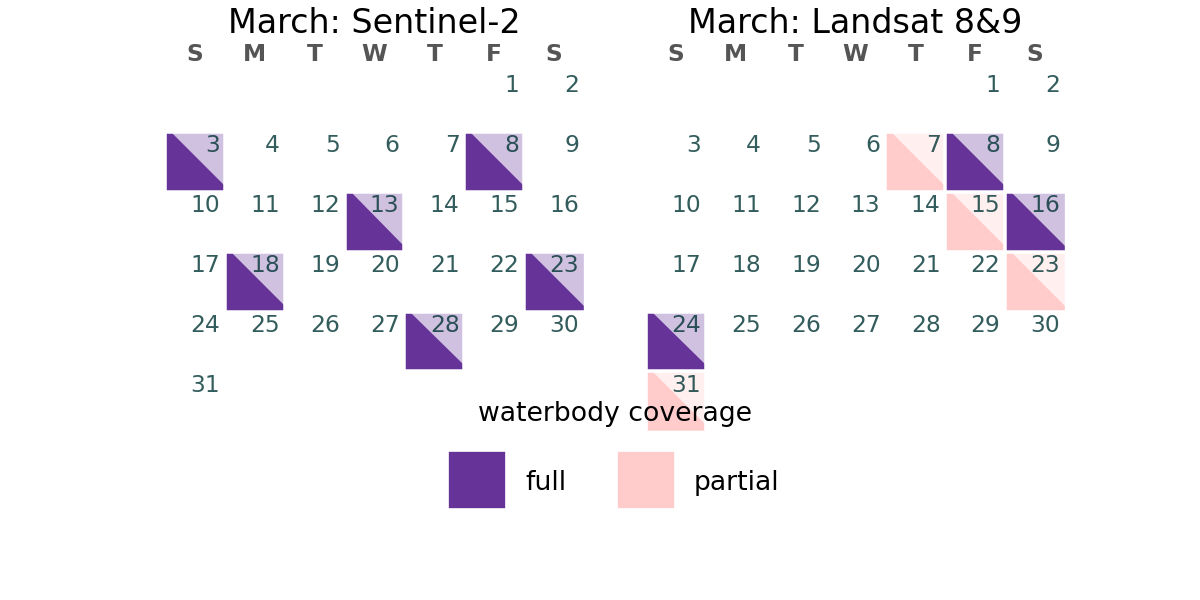 March: Sentinel-2
S M T W T F S
1 2
3 4 5 6 7 8 9
10 11 12 13 14 15 16
17 18 19 20 21 22 23
24 25 26 27 28 29 30
31
March: Landsat 8&9
S M T W T F S
1 2
3 4 5 6 7 8 9
10 11 12 13 14 15 16
17 18 19 20 21 22 23
24 25 26 27 28 29 30
31
waterbody coverage
full partial